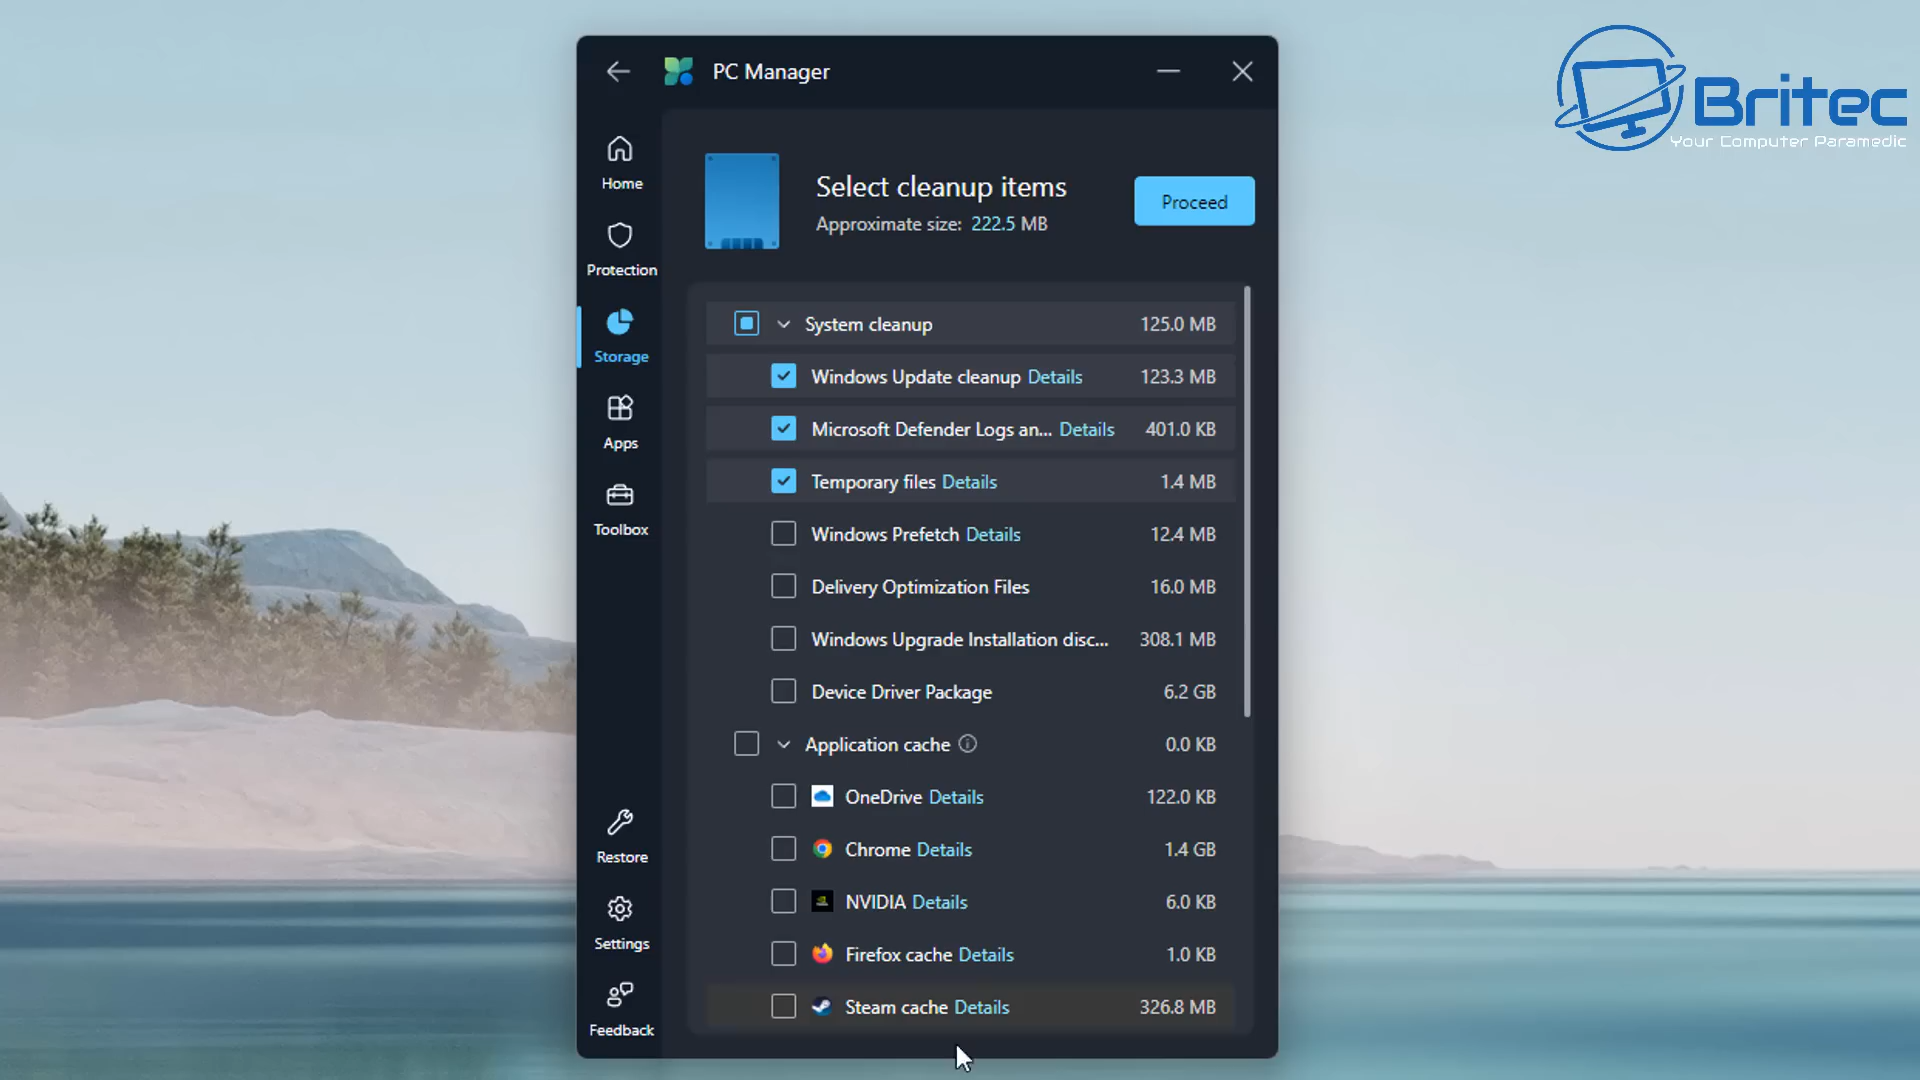 PC Manager
Britec
Your Computer Paramedic
Home
Protection
Storage
Apps
Toolbox
Restore
Settings
Feedback
Select cleanup items
Approximate size: 222.5 MB
Proceed
System cleanup 125.0 MB
Windows Update cleanup Details 123.3 MB
Microsoft Defender Logs an... Details 401.0 KB
Temporary files Details 1.4 MB
Windows Prefetch Details 12.4 MB
Delivery Optimization Files 16.0 MB
Windows Upgrade Installation disc... 308.1 MB
Device Driver Package 6.2 GB
Application cache 0.0 KB
OneDrive Details 122.0 KB
Chrome Details 1.4 GB
NVIDIA Details 6.0 KB
Firefox cache Details 1.0 KB
Steam cache Details 326.8 MB